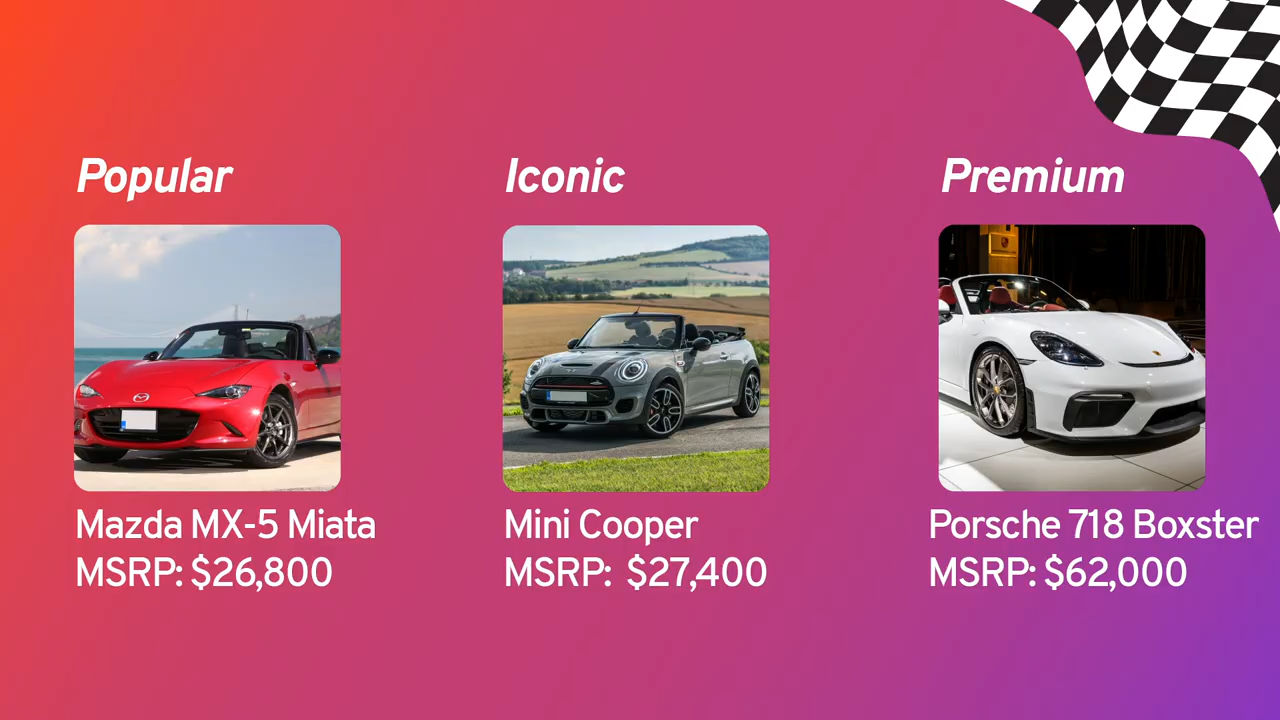 Popular
Iconic
Premium
Mazda MX-5 Miata
MSRP: $26,800
Mini Cooper
MSRP:  $27,400
Porsche 718 Boxster
MSRP: $62,000